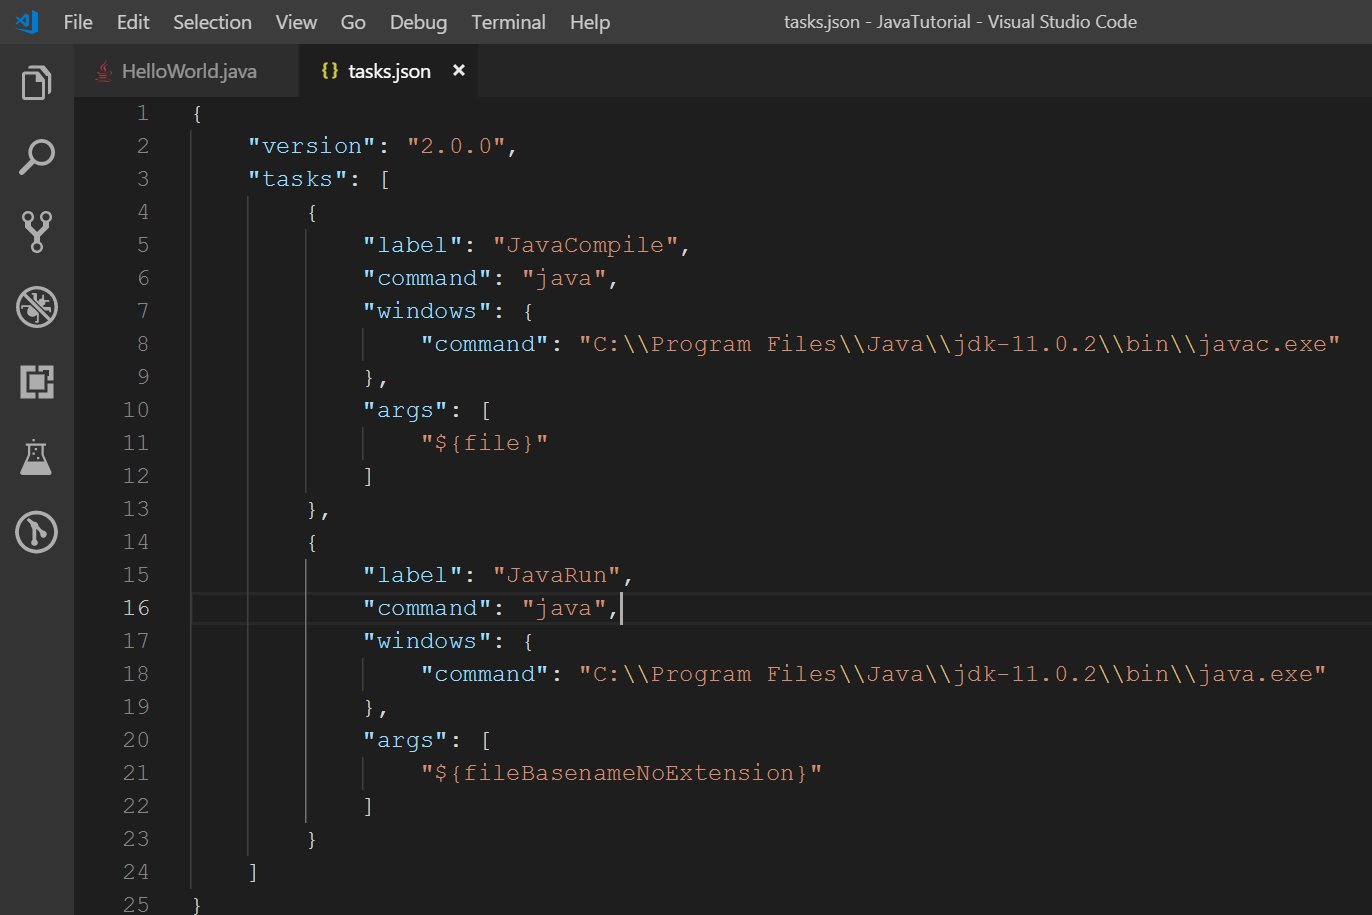 File Edit Selection View Go Debug Terminal Help tasks.json - JavaTutorial - Visual Studio Code
HelloWorld.java {} tasks.json ×
1 {
2 "version": "2.0.0",
3 "tasks": [
4 {
5 "label": "JavaCompile",
6 "command": "java",
7 "windows": {
8 "command": "C:\\Program Files\\Java\\jdk-11.0.2\\bin\\javac.exe"
9 },
10 "args": [
11 "${file}"
12 ]
13 },
14 {
15 "label": "JavaRun",
16 "command": "java",
17 "windows": {
18 "command": "C:\\Program Files\\Java\\jdk-11.0.2\\bin\\java.exe"
19 },
20 "args": [
21 "${fileBasenameNoExtension}"
22 ]
23 }
24 ]
25 }